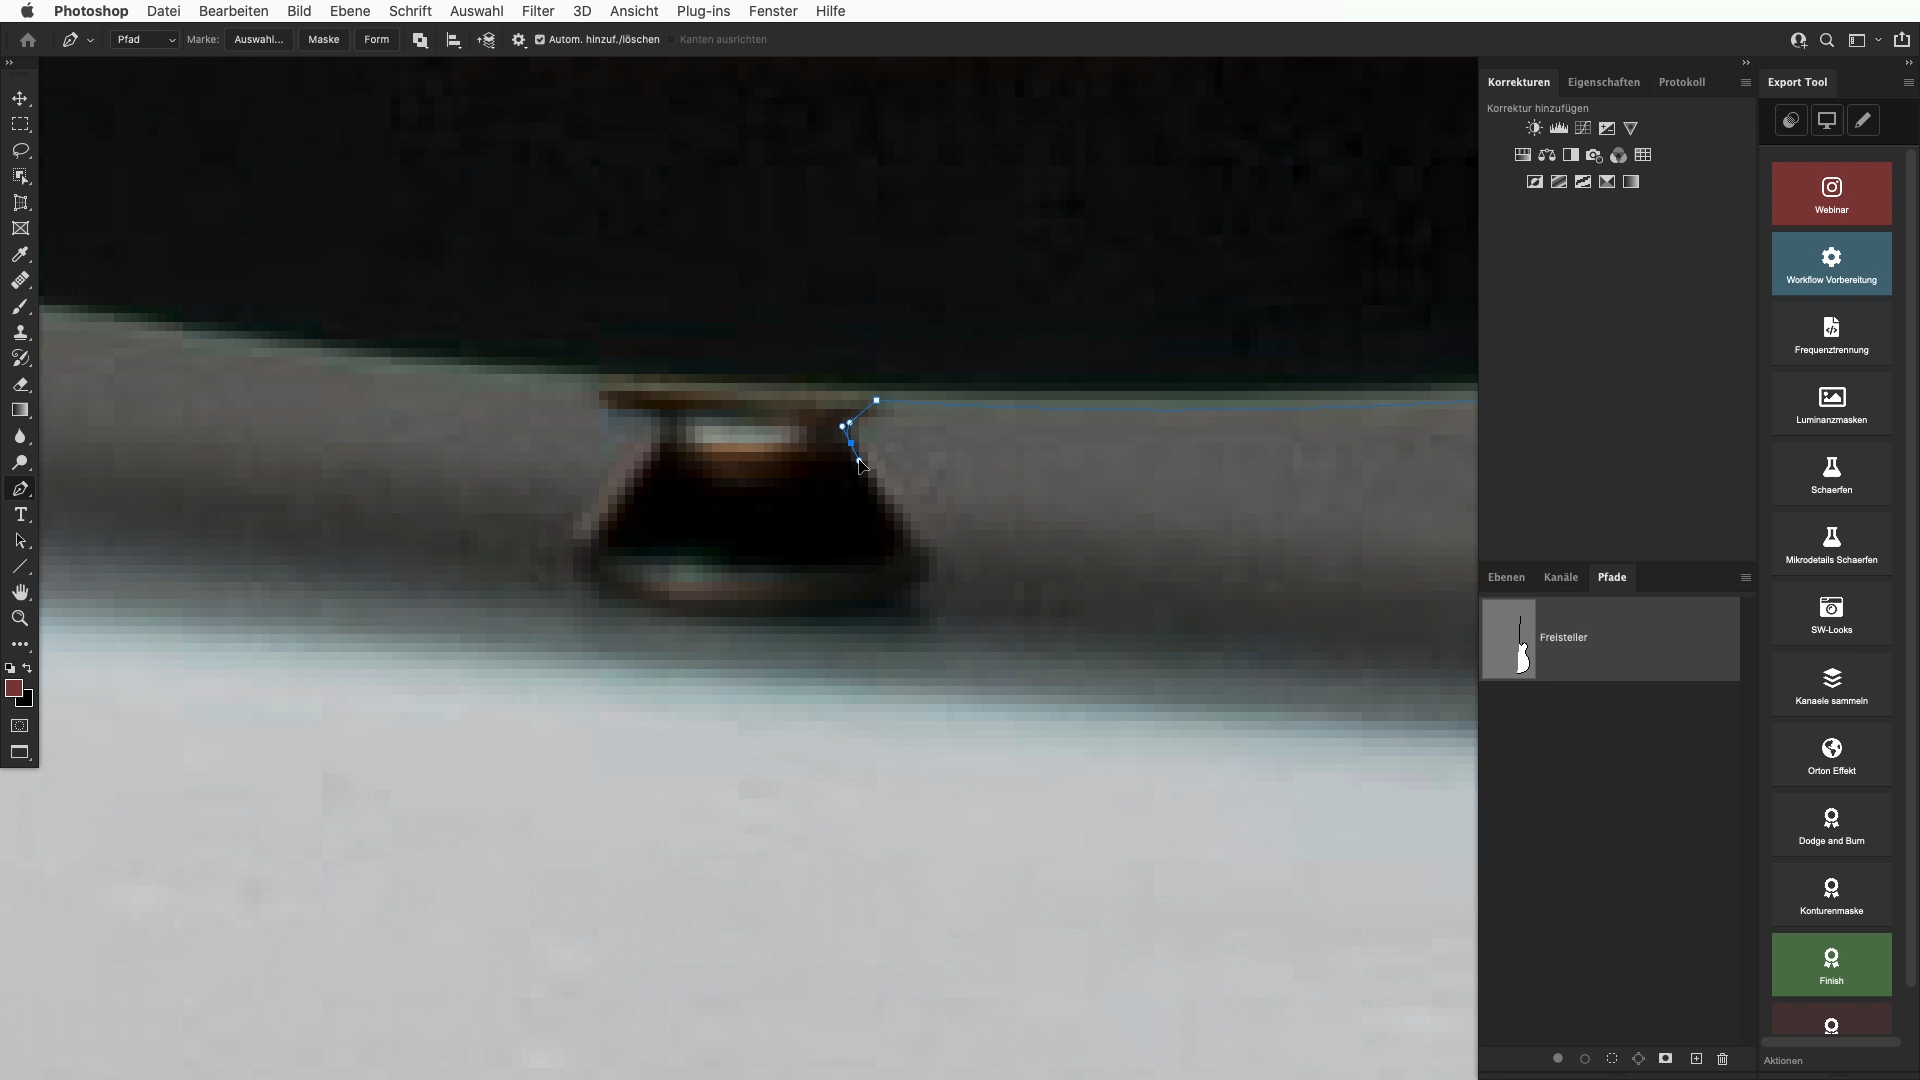 Photoshop Datei Bearbeiten Bild Ebene Schrift Auswahl Filter 3D Ansicht Plug-ins Fenster Hilfe
Pfad Marke: Auswahl... Maske Form Autom. hinzuf./löschen Kanten ausrichten
Korrekturen Eigenschaften Protokoll
Korrektur hinzufügen
Ebenen Kanäle Pfade
Freisteller
Export Tool
Webinar
Workflow Vorbereitung
Frequenztrennung
Luminanzmasken
Schaerfen
Mikrodetails Schaerfen
SW-Looks
Kanaele sammeln
Orton Effekt
Dodge and Burn
Konturenmaske
Finish
Aktionen